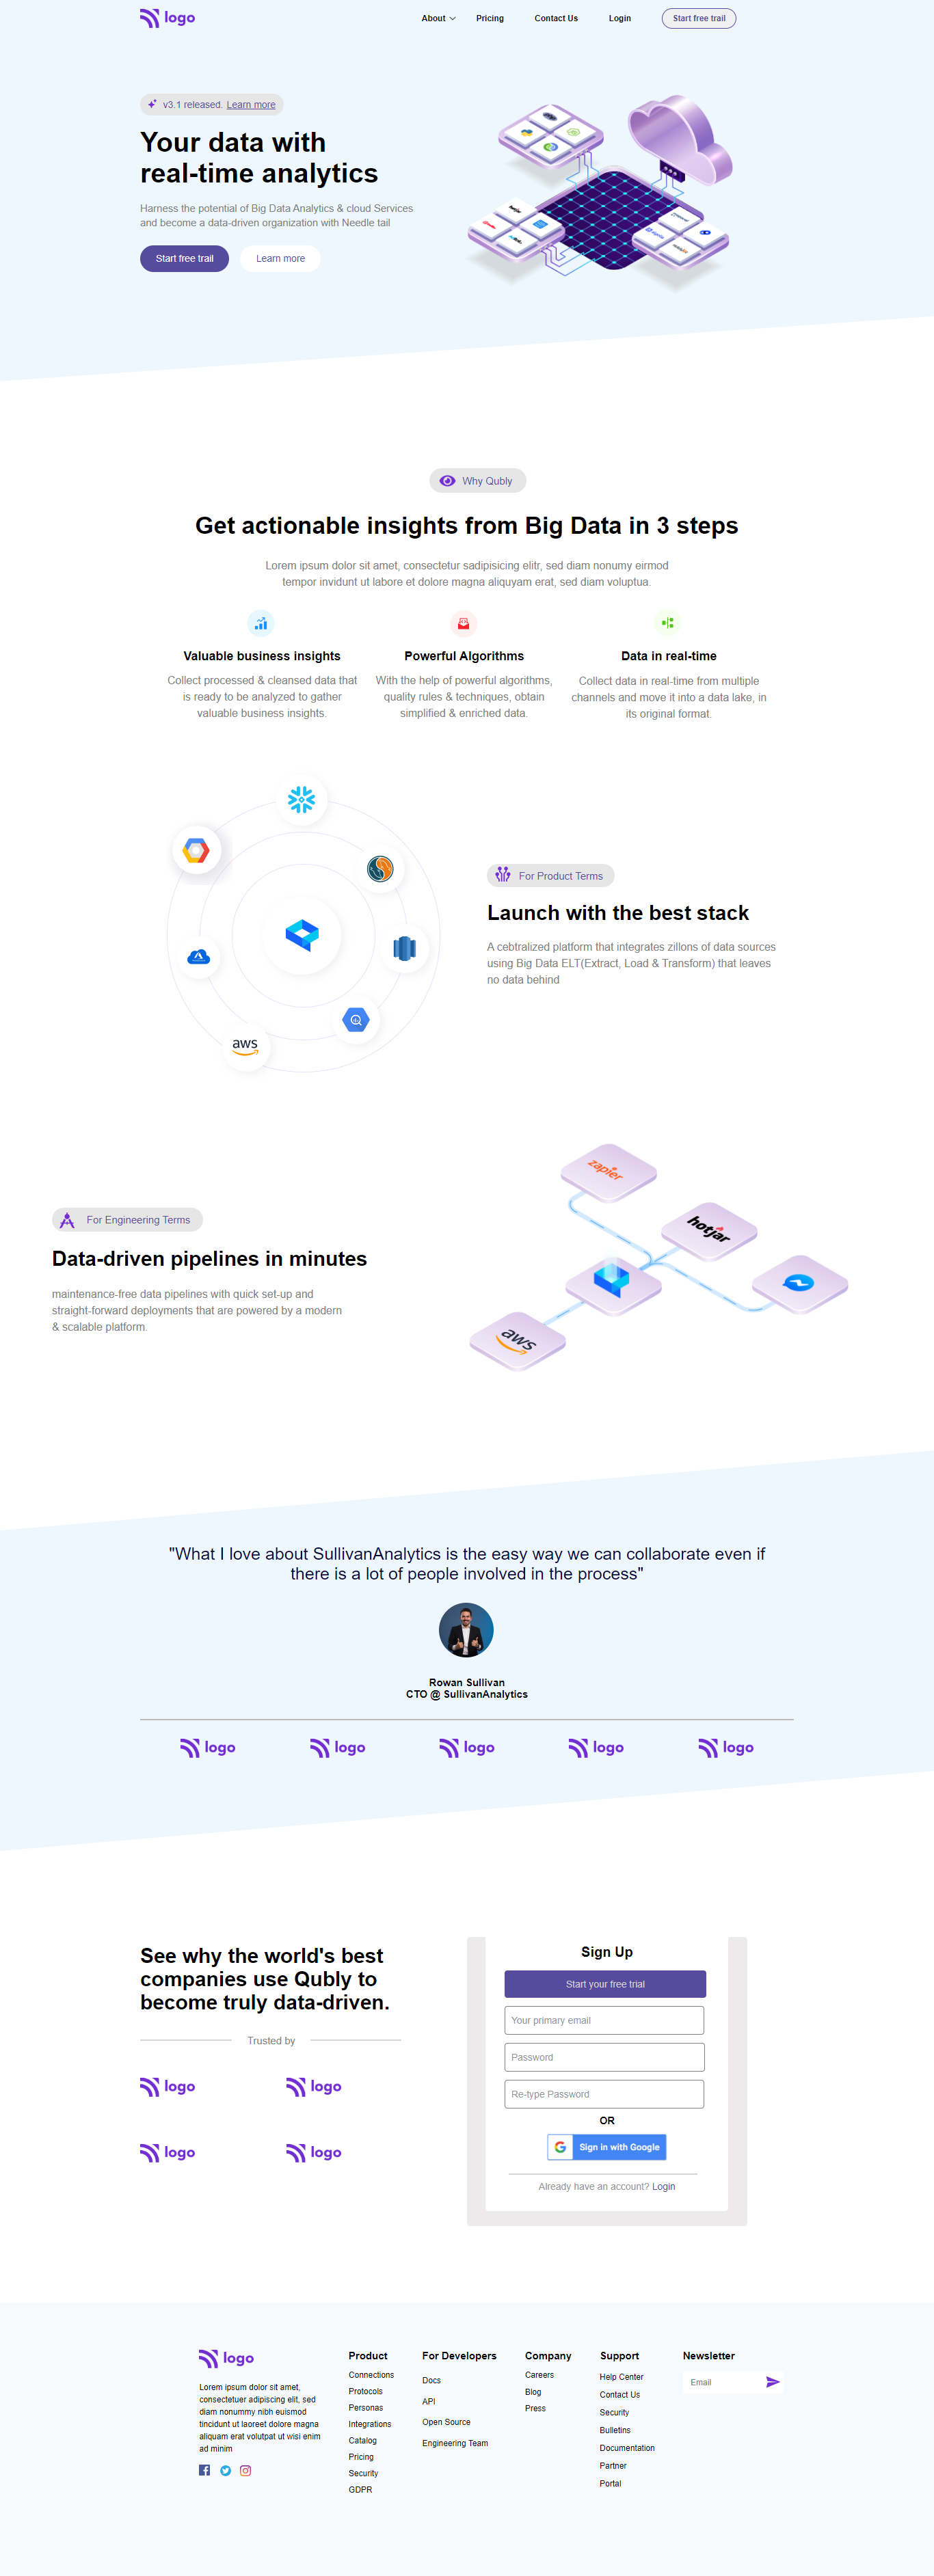 logo
About
Pricing
Contact Us
Login
Start free trail
v3.1 released. Learn more
Your data with
real-time analytics
Harness the potential of Big Data Analytics & cloud Services
and become a data-driven organization with Needle tail
Start free trail
Learn more
hotjar
Why Qubly
Get actionable insights from Big Data in 3 steps
Lorem ipsum dolor sit amet, consectetur sadipisicing elitr, sed diam nonumy eirmod
tempor invidunt ut labore et dolore magna aliquyam erat, sed diam voluptua.
Valuable business insights
Collect processed & cleansed data that
is ready to be analyzed to gather
valuable business insights.
Powerful Algorithms
With the help of powerful algorithms,
quality rules & techniques, obtain
simplified & enriched data.
Data in real-time
Collect data in real-time from multiple
channels and move it into a data lake, in
its original format.
aws
For Product Terms
Launch with the best stack
A cebtralized platform that integrates zillons of data sources
using Big Data ELT(Extract, Load & Transform) that leaves
no data behind
For Engineering Terms
Data-driven pipelines in minutes
maintenance-free data pipelines with quick set-up and
straight-forward deployments that are powered by a modern
& scalable platform.
zapier
hotjar
aws
"What I love about SullivanAnalytics is the easy way we can collaborate even if
there is a lot of people involved in the process"
Rowan Sullivan
CTO @ SullivanAnalytics
logo
logo
logo
logo
logo
See why the world's best
companies use Qubly to
become truly data-driven.
Trusted by
logo
logo
logo
logo
Sign Up
Start your free trial
Your primary email
Password
Re-type Password
OR
Sign in with Google
Already have an account? Login
logo
Lorem ipsum dolor sit amet,
consectetuer adipiscing elit, sed
diam nonummy nibh euismod
tincidunt ut laoreet dolore magna
aliquam erat volutpat ut wisi enim
ad minim
Product
Connections
Protocols
Personas
Integrations
Catalog
Pricing
Security
GDPR
For Developers
Docs
API
Open Source
Engineering Team
Company
Careers
Blog
Press
Support
Help Center
Contact Us
Security
Bulletins
Documentation
Partner
Portal
Newsletter
Email